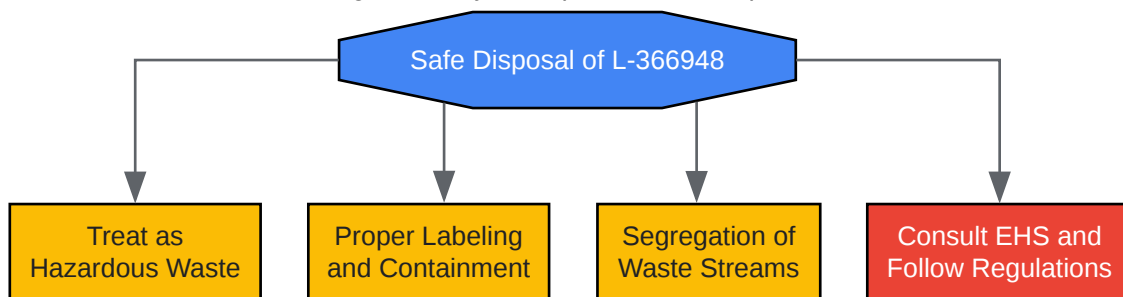 Safe Disposal of L-366948
Treat as
Hazardous Waste
Proper Labeling
and Containment
Segregation of
Waste Streams
Consult EHS and
Follow Regulations